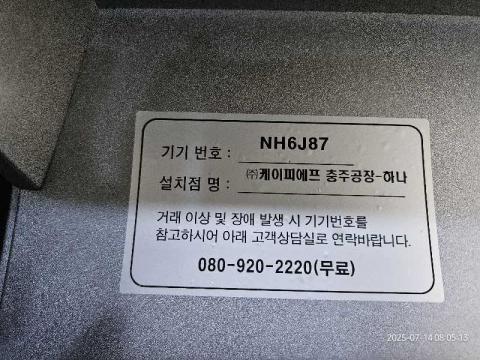 기기 번호 : NH6J87
설치점 명 : ㈜케이피에프 충주공장-하나
거래 이상 및 장애 발생 시 기기번호를
참고하시어 아래 고객상담실로 연락바랍니다.
080-920-2220(무료)
2025-07-14 08:05:13